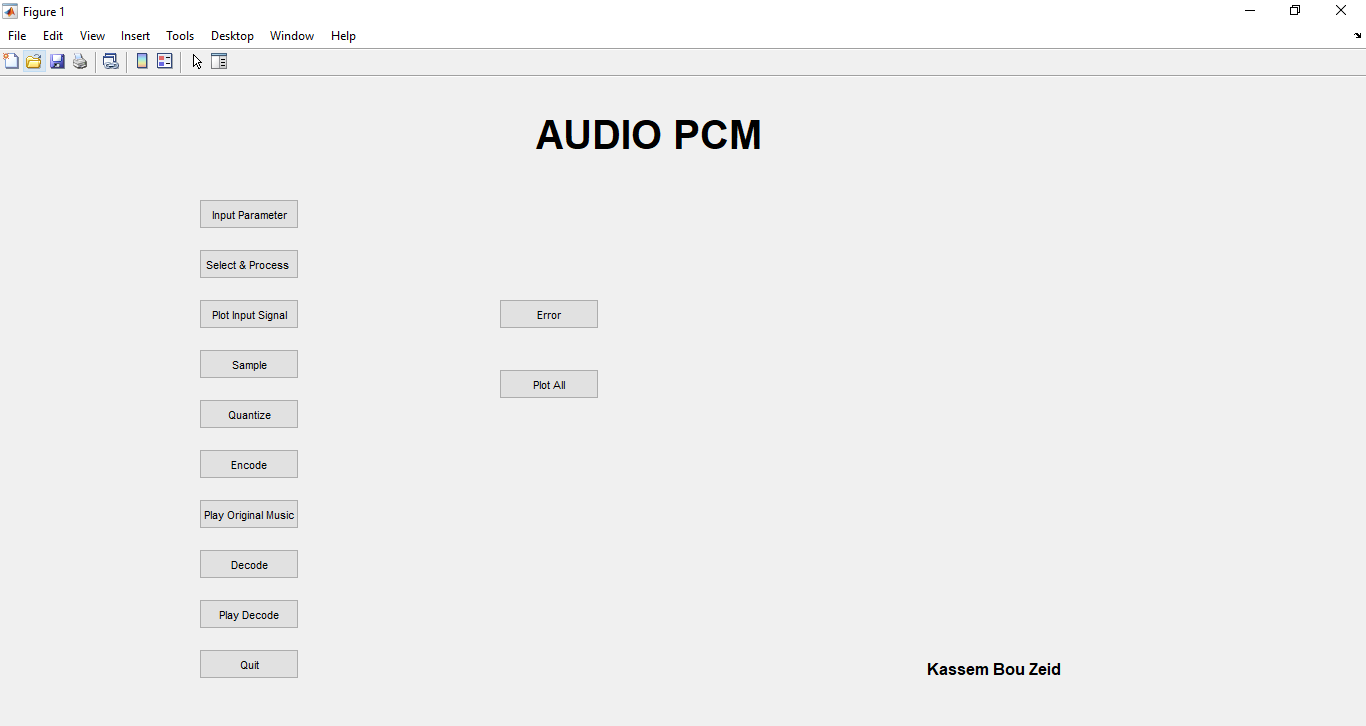 Figure 1
File Edit View Insert Tools Desktop Window Help
AUDIO PCM
Input Parameter
Select & Process
Plot Input Signal
Sample
Quantize
Encode
Play Original Music
Decode
Play Decode
Quit
Error
Plot All
Kassem Bou Zeid